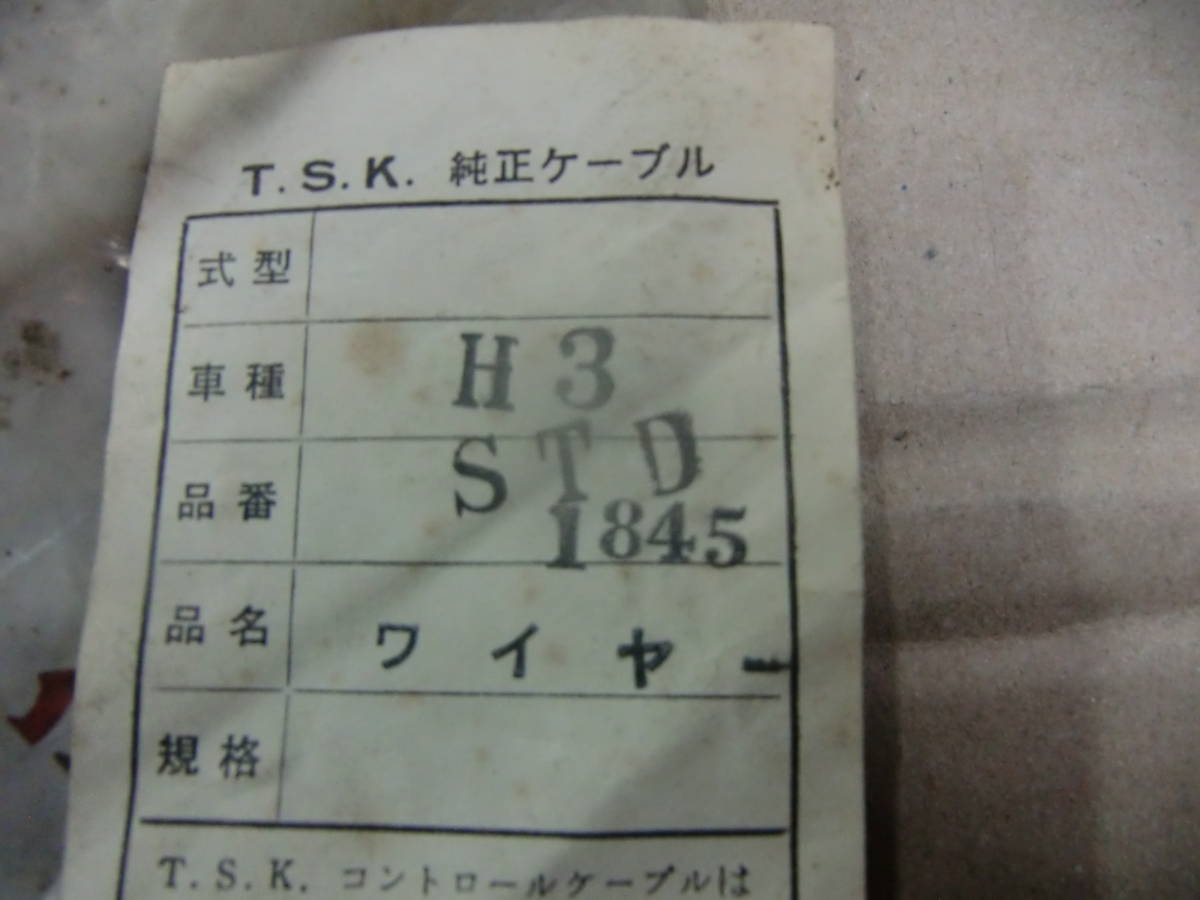 T.S.K. 純正ケーブル
式型
車種 H3
STD
品番 1845
品名 ワイヤー
規格
T.S.K. コントロールケーブルは